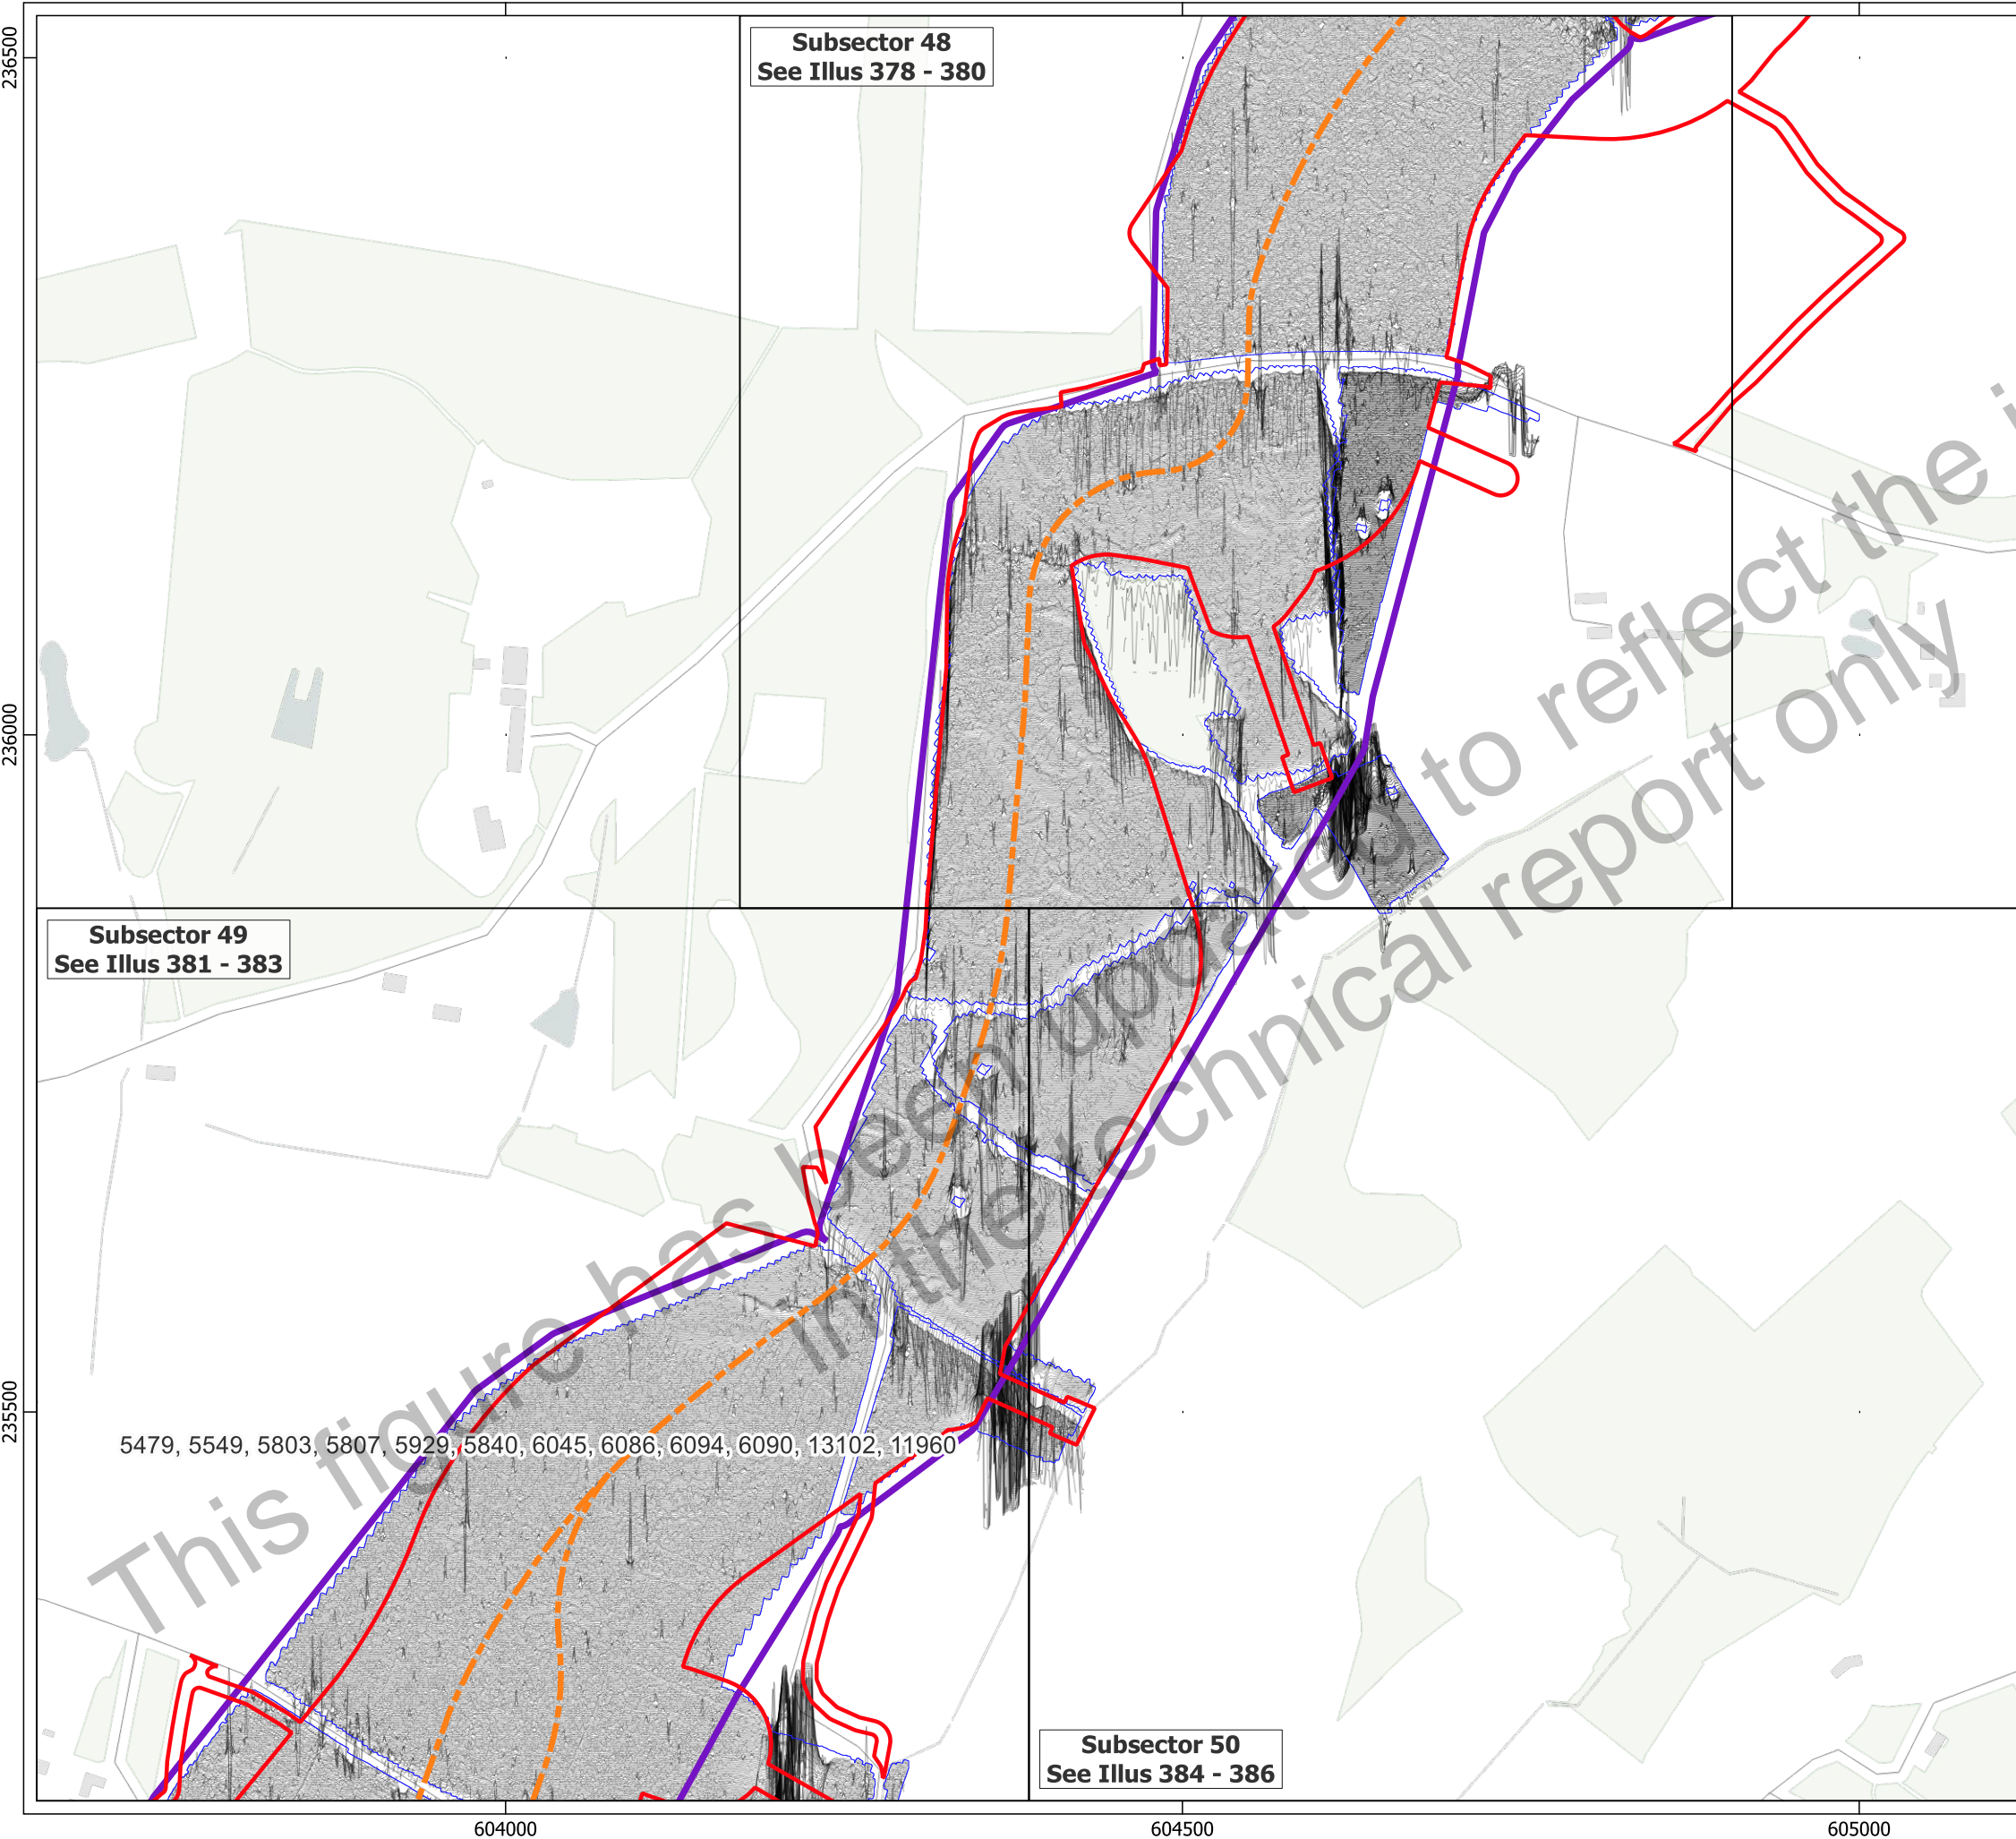 Subsector 48
See Illus 378 - 380
236500
236000
Subsector 49
See Illus 381 - 383
This figure has been updated to reflect the
in the technical report only
235500
5479, 5549, 5803, 5807, 5929, 5840, 6045, 6086, 6094, 6090, 13102, 11960
Subsector 50
See Illus 384 - 386
604000
604500
605000